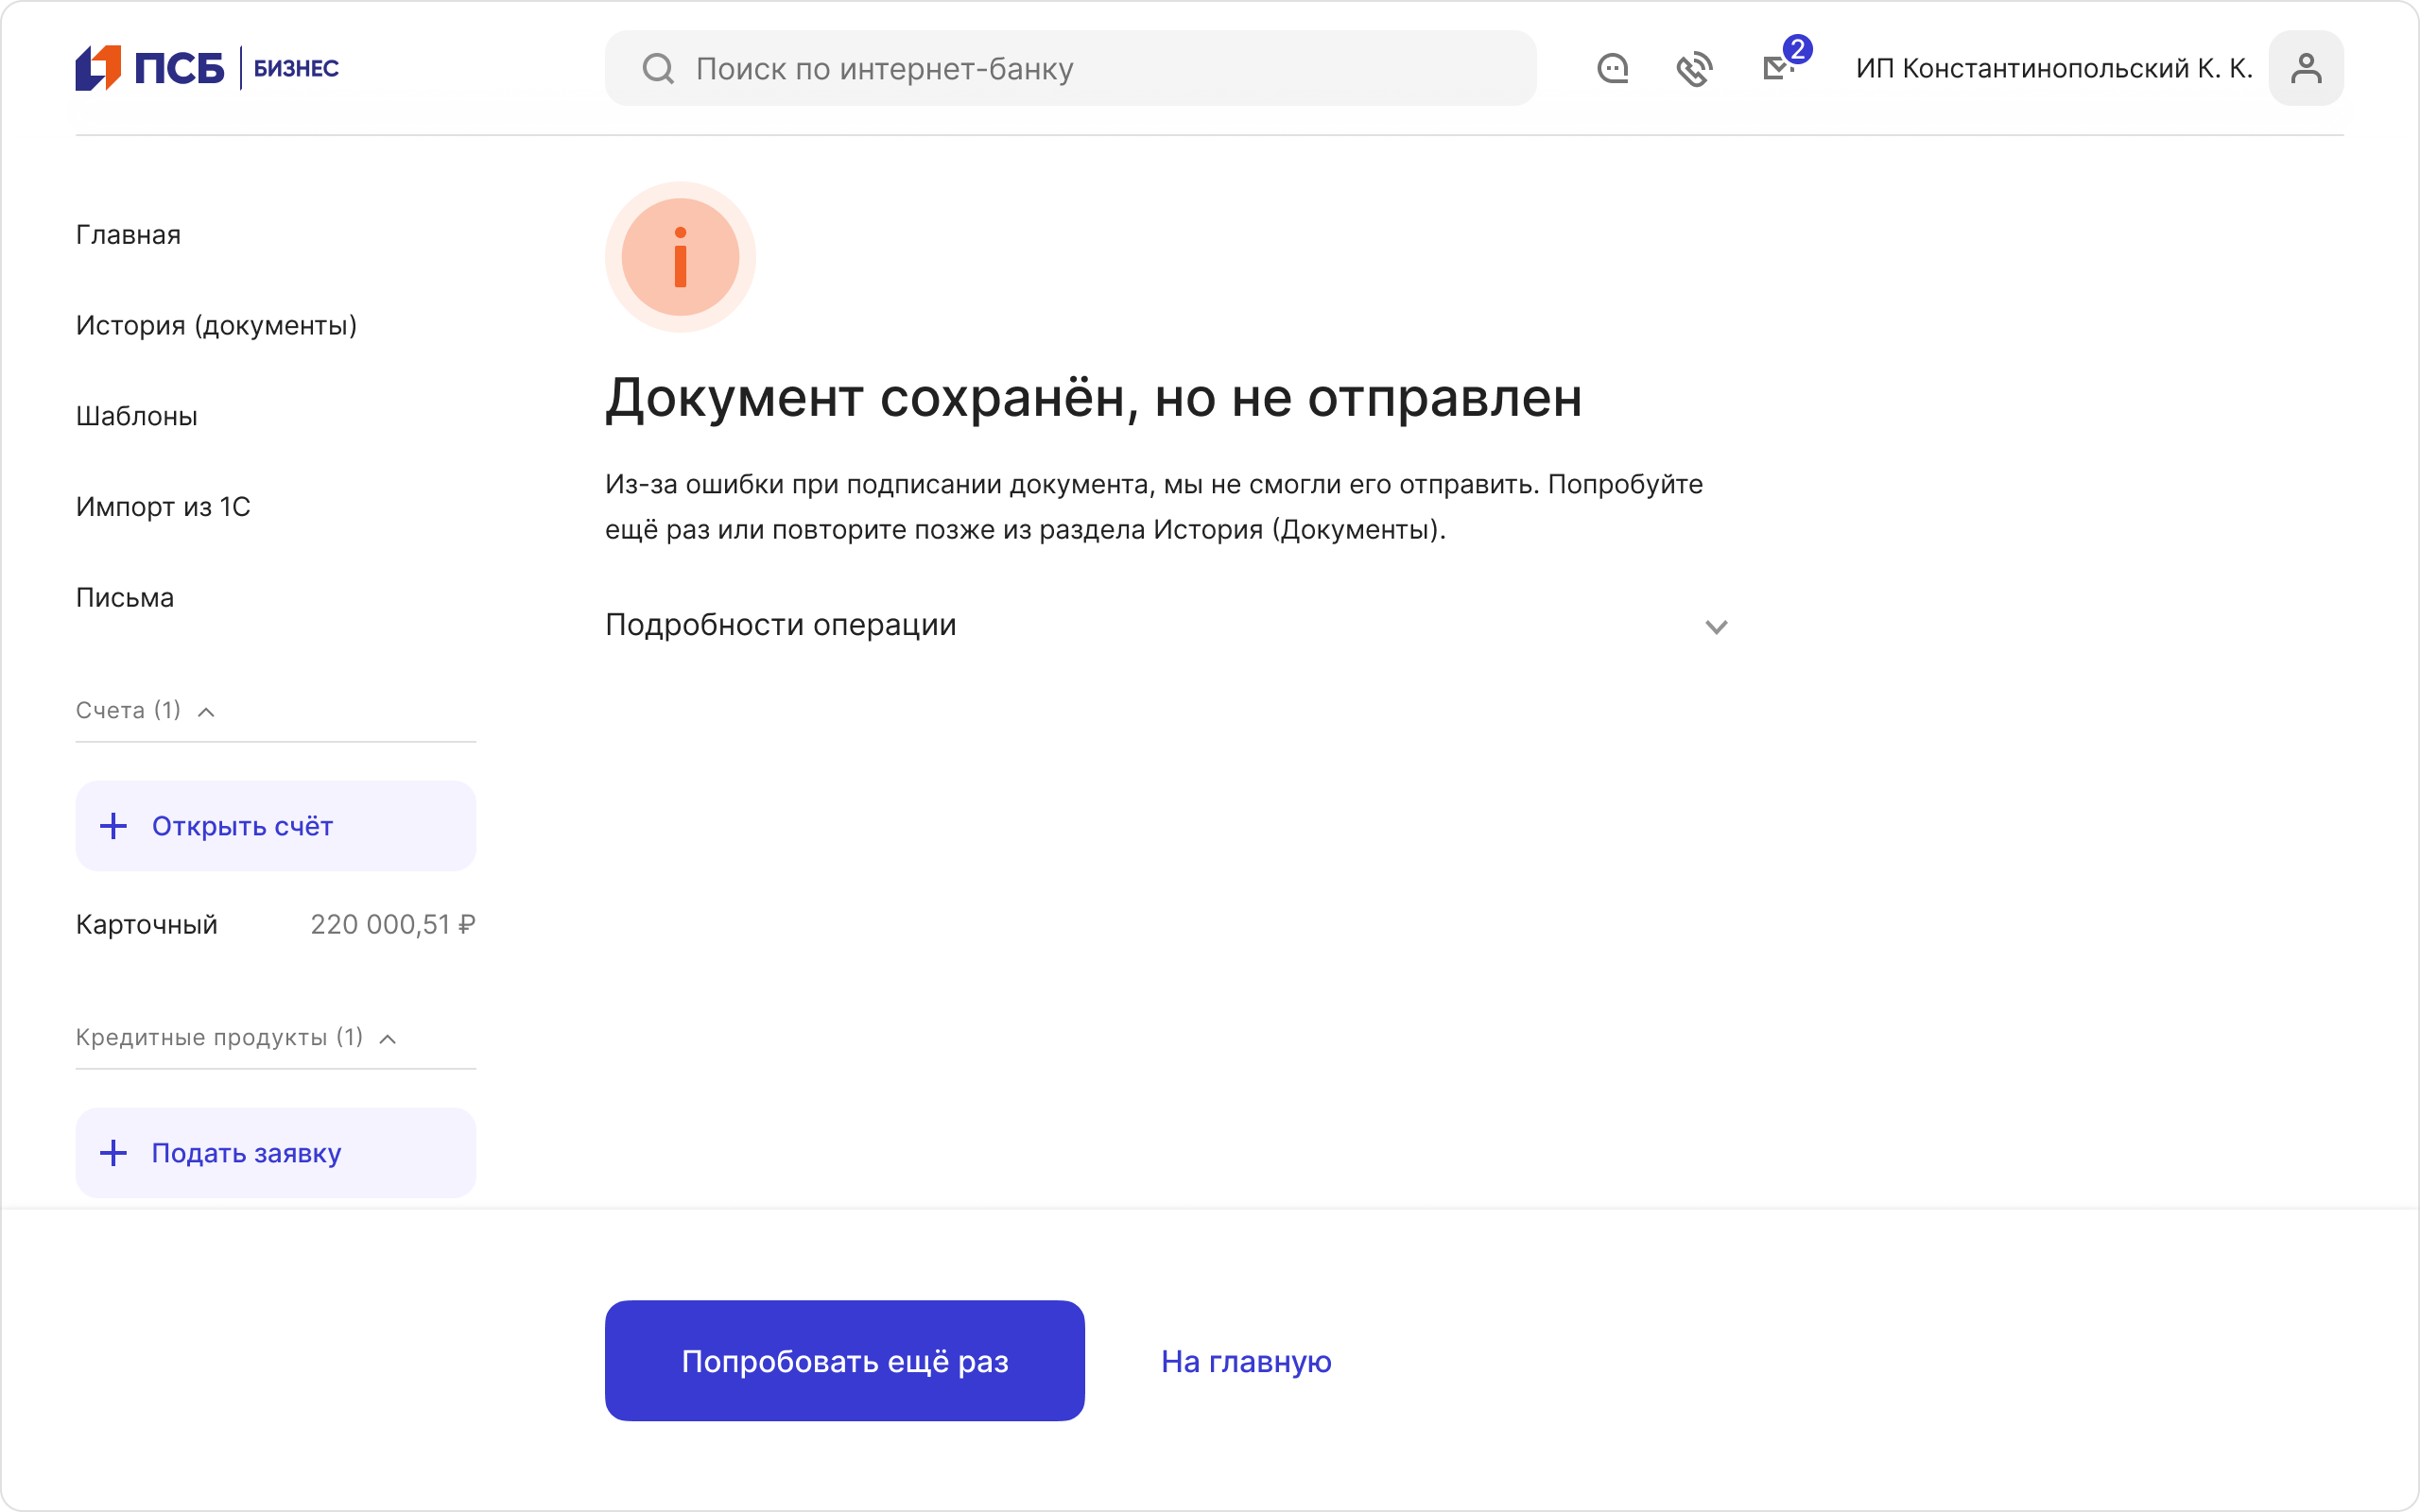 ПСБ БИЗНЕС
Поиск по интернет-банку
2
ИП Константинопольский К. К.
Главная
История (документы)
Шаблоны
Импорт из 1С
Письма
Счета (1)
Открыть счёт
Карточный 220 000,51 ₽
Кредитные продукты (1)
Подать заявку
Документ сохранён, но не отправлен
Из-за ошибки при подписании документа, мы не смогли его отправить. Попробуйте
ещё раз или повторите позже из раздела История (Документы).
Подробности операции
Попробовать ещё раз
На главную